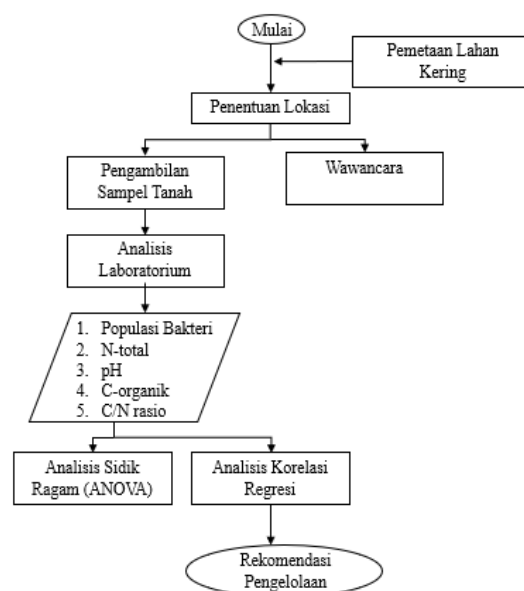 Mulai
Pemetaan Lahan
Kering
Penentuan Lokasi
Pengambilan
Sampel Tanah
Wawancara
Analisis
Laboratorium
1. Populasi Bakteri
2. N-total
3. pH
4. C-organik
5. C/N rasio
Analisis Sidik
Ragam (ANOVA)
Analisis Korelasi
Regresi
Rekomendasi
Pengelolaan